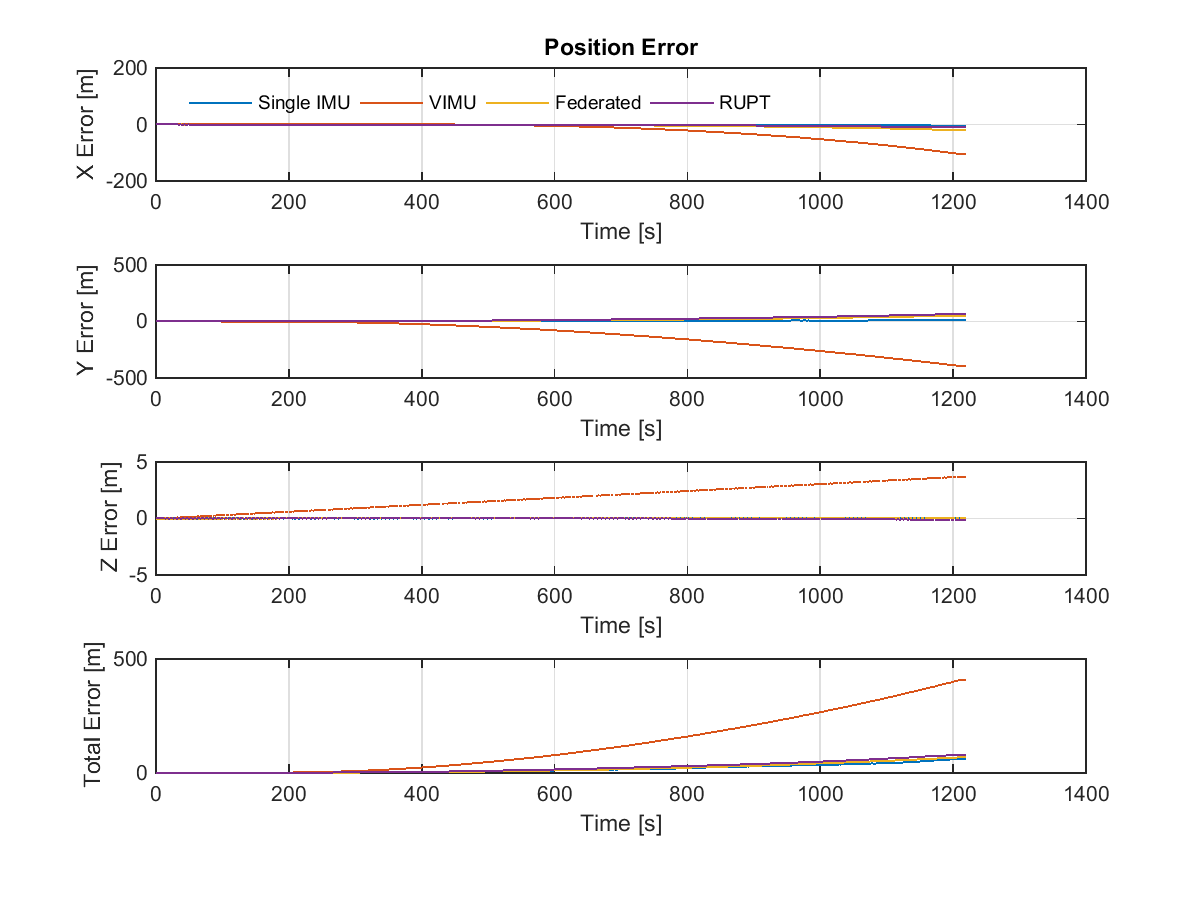 Position Error
X Error [m]
200
0
-200
Single IMU VIMU Federated RUPT
0 200 400 600 800 1000 1200 1400
Time [s]
Y Error [m]
500
0
-500
0 200 400 600 800 1000 1200 1400
Time [s]
Z Error [m]
5
0
-5
0 200 400 600 800 1000 1200 1400
Time [s]
Total Error [m]
500
0
0 200 400 600 800 1000 1200 1400
Time [s]